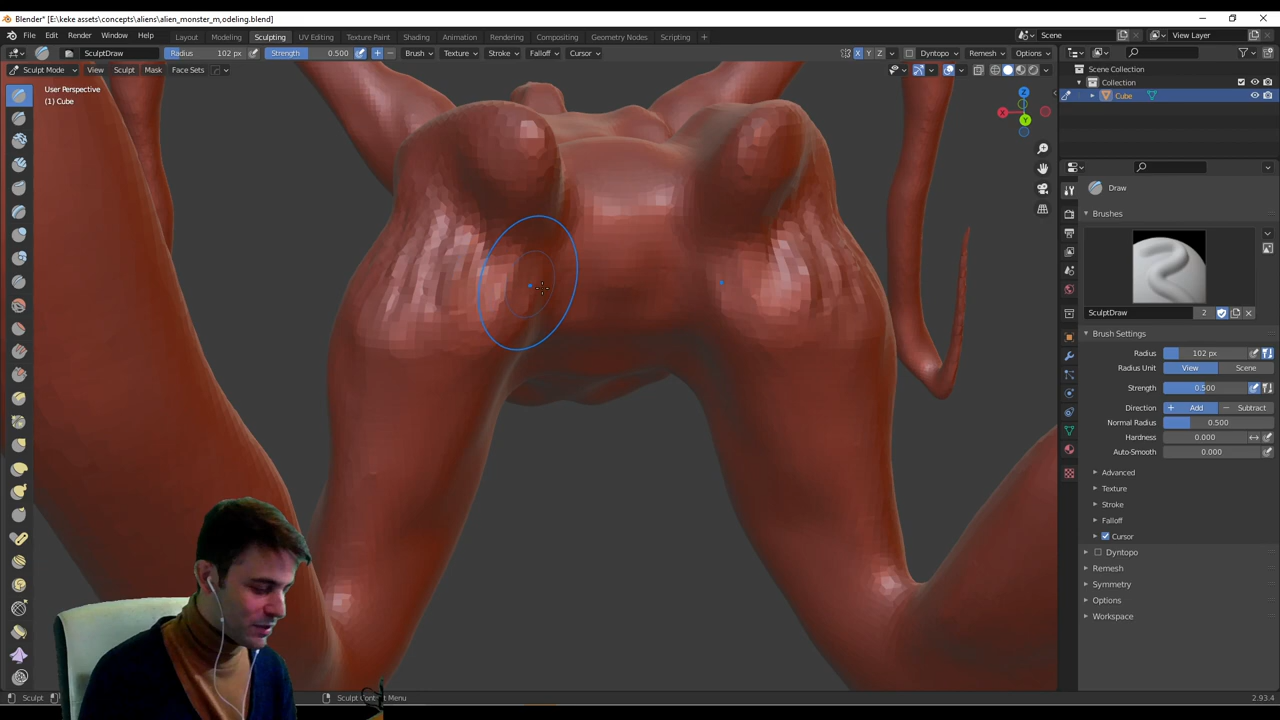 Blender* [E:\keke assets\concepts\aliens\alien_monster_m,odeling.blend]
File Edit Render Window Help Layout Modeling Sculpting UV Editing Texture Paint Shading Animation Rendering Compositing Geometry Nodes Scripting + Scene View Layer
SculptDraw Radius 102 px Strength 0.500 + − Brush Texture Stroke Falloff Cursor X Y Z Dyntopo Remesh Options
Sculpt Mode View Sculpt Mask Face Sets
Scene Collection
Collection
Cube
User Perspective
(1) Cube
Z
X
Y
Draw
Brushes
SculptDraw 2
Brush Settings
Radius 102 px
Radius Unit View Scene
Strength 0.500
Direction + Add − Subtract
Normal Radius 0.500
Hardness 0.000
Auto-Smooth 0.000
Advanced
Texture
Stroke
Falloff
Cursor
Dyntopo
Remesh
Symmetry
Options
Workspace
Sculpt
2.93.4